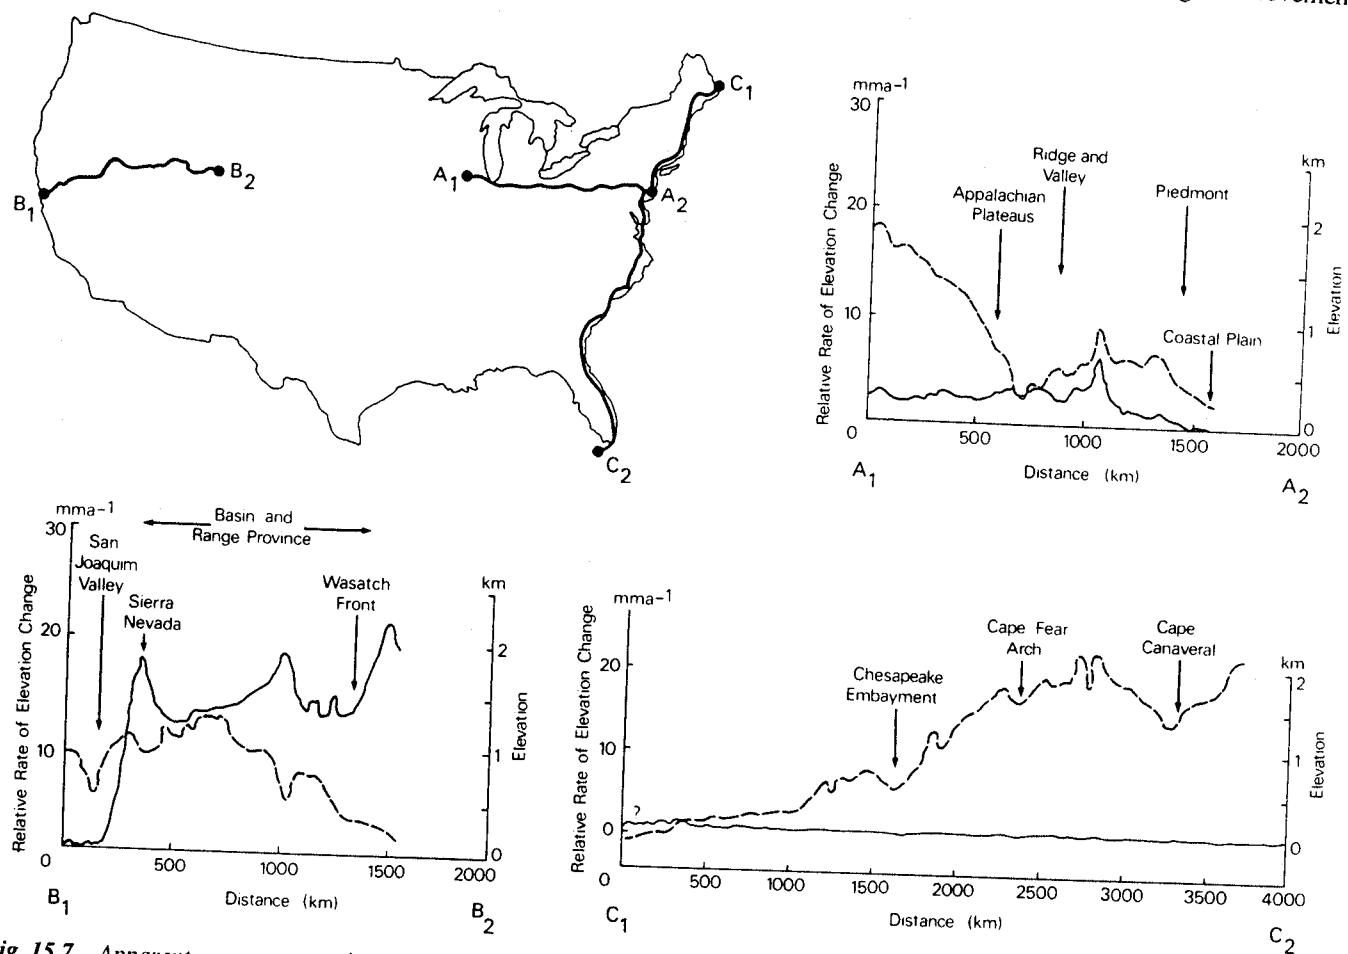 C1
B2
B1
A1
A2
C2
mma-1
30
Relative Rate of Elevation Change
20
10
0
Appalachian
Plateaus
Ridge and
Valley
Piedmont
Coastal Plain
km
2
1
0
Elevation
500
1000
1500
2000
Distance (km)
A1
A2
mma-1
30
Relative Rate of Elevation Change
20
10
0
San
Joaquim
Valley
Sierra
Nevada
Basin and
Range Province
Wasatch
Front
km
2
1
0
Elevation
500
1000
1500
2000
Distance (km)
B1
B2
mma-1
Relative Rate of Elevation Change
20
10
0
0
?
Chesapeake
Embayment
Cape Fear
Arch
Cape
Canaveral
km
2
1
0
Elevation
500
1000
1500
2000
2500
3000
3500
4000
Distance (km)
C1
C2
15.7